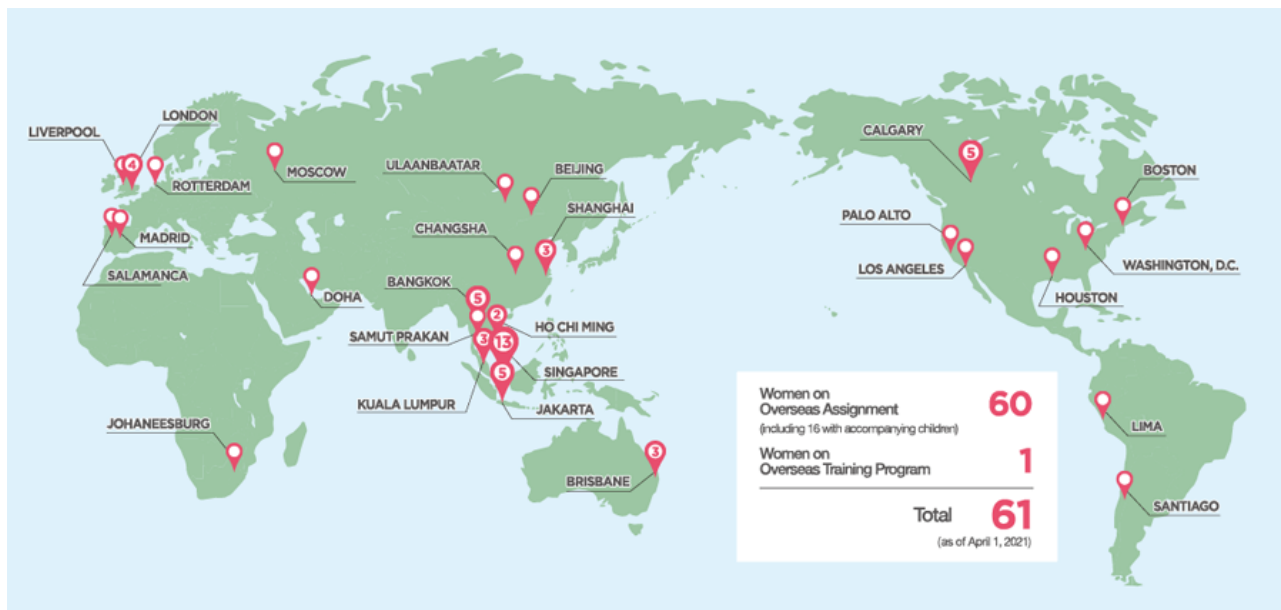 LONDON
LIVERPOOL
4
ROTTERDAM
MOSCOW
MADRID
SALAMANCA
DOHA
JOHANEESBURG
ULAANBAATAR
BEIJING
SHANGHAI
CHANGSHA
3
BANGKOK
5
2
HO CHI MING
SAMUT PRAKAN
3
13
SINGAPORE
5
KUALA LUMPUR
JAKARTA
3
BRISBANE
CALGARY
5
BOSTON
PALO ALTO
LOS ANGELES
WASHINGTON, D.C.
HOUSTON
LIMA
SANTIAGO
Women on
Overseas Assignment 60
(including 16 with accompanying children)
Women on
Overseas Training Program 1
Total 61
(as of April 1, 2021)